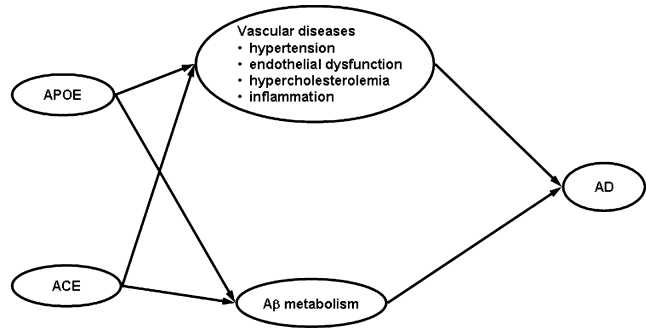 Vascular diseases
• hypertension
• endothelial dysfunction
• hypercholesterolemia
• inflammation
APOE
AD
ACE
Aβ metabolism